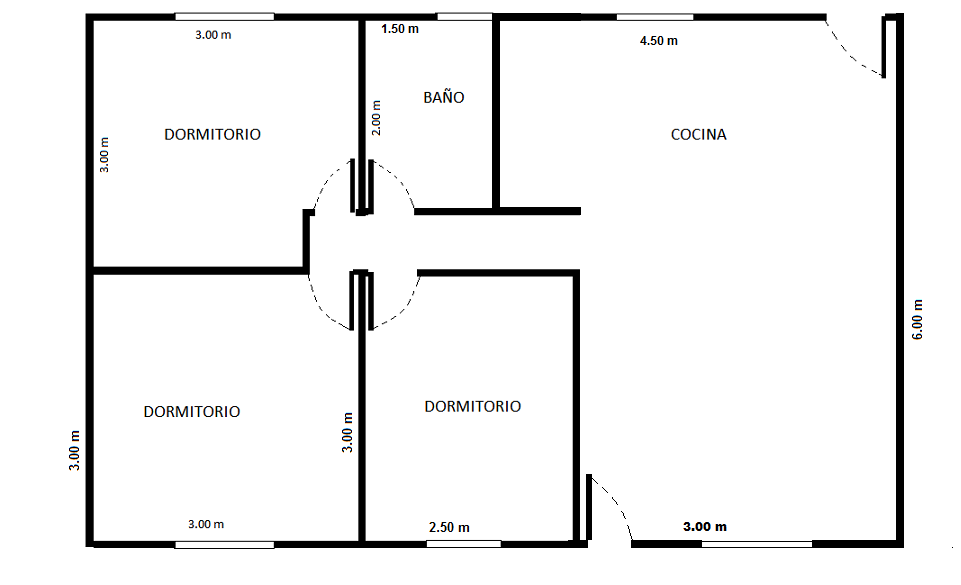 3.00 m
1.50 m
4.50 m
BAÑO
2.00 m
DORMITORIO
COCINA
3.00 m
6.00 m
DORMITORIO
DORMITORIO
3.00 m
3.00 m
3.00 m
2.50 m
3.00 m